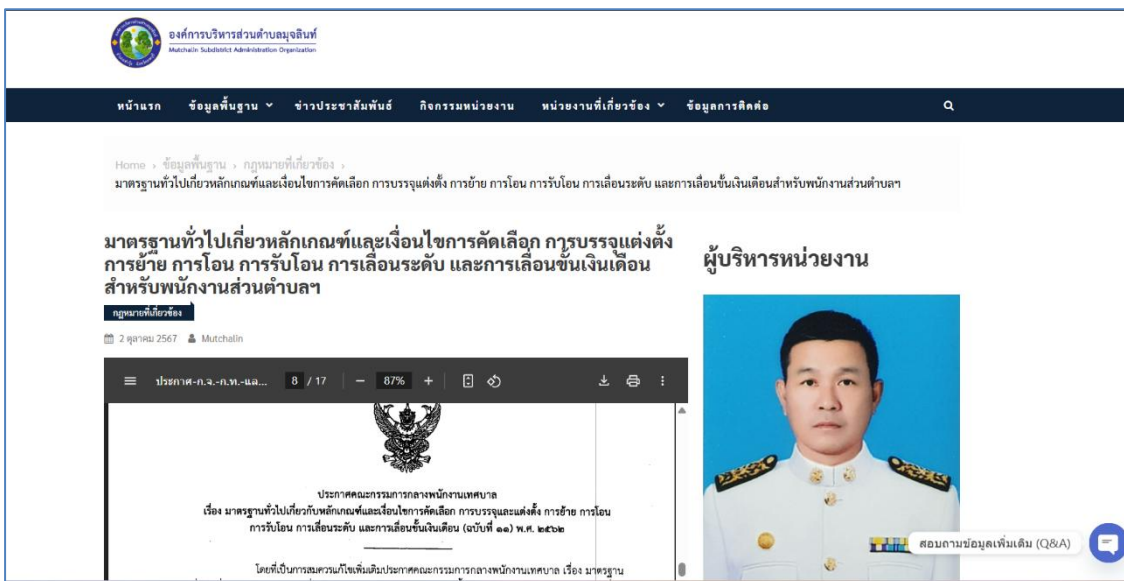 องค์การบริหารส่วนตำบลมุจลินท์
Mutchalin Subdistrict Administration Organization
หน้าแรก ข้อมูลพื้นฐาน ข่าวประชาสัมพันธ์ กิจกรรมหน่วยงาน หน่วยงานที่เกี่ยวข้อง ข้อมูลการติดต่อ
Home › ข้อมูลพื้นฐาน › กฎหมายที่เกี่ยวข้อง ›
มาตรฐานทั่วไปเกี่ยวหลักเกณฑ์และเงื่อนไขการคัดเลือก การบรรจุแต่งตั้ง การย้าย การโอน การรับโอน การเลื่อนระดับ และการเลื่อนขั้นเงินเดือนสำหรับพนักงานส่วนตำบลฯ
มาตรฐานทั่วไปเกี่ยวหลักเกณฑ์และเงื่อนไขการคัดเลือก การบรรจุแต่งตั้ง
การย้าย การโอน การรับโอน การเลื่อนระดับ และการเลื่อนขั้นเงินเดือน
สำหรับพนักงานส่วนตำบลฯ
กฎหมายที่เกี่ยวข้อง
2 ตุลาคม 2567 Mutchalin
ผู้บริหารหน่วยงาน
ประกาศ-ก.จ.-ก.ท.-และ... 8 / 17 − 87% +
ประกาศคณะกรรมการกลางพนักงานเทศบาล
เรื่อง มาตรฐานทั่วไปเกี่ยวกับหลักเกณฑ์และเงื่อนไขการคัดเลือก การบรรจุและแต่งตั้ง การย้าย การโอน
การรับโอน การเลื่อนระดับ และการเลื่อนขั้นเงินเดือน (ฉบับที่ ๑๑) พ.ศ. ๒๕๖๒
โดยที่เป็นการสมควรแก้ไขเพิ่มเติมประกาศคณะกรรมการกลางพนักงานเทศบาล เรื่อง มาตรฐาน
สอบถามข้อมูลเพิ่มเติม (Q&A)